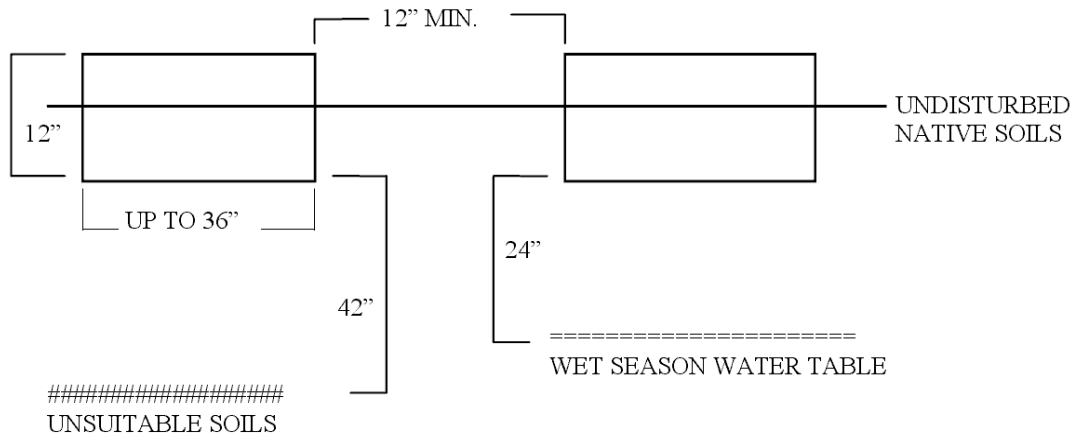 12” MIN.
UNDISTURBED
NATIVE SOILS
12”
UP TO 36”
24”
42”
======================
WET SEASON WATER TABLE
####################
UNSUITABLE SOILS